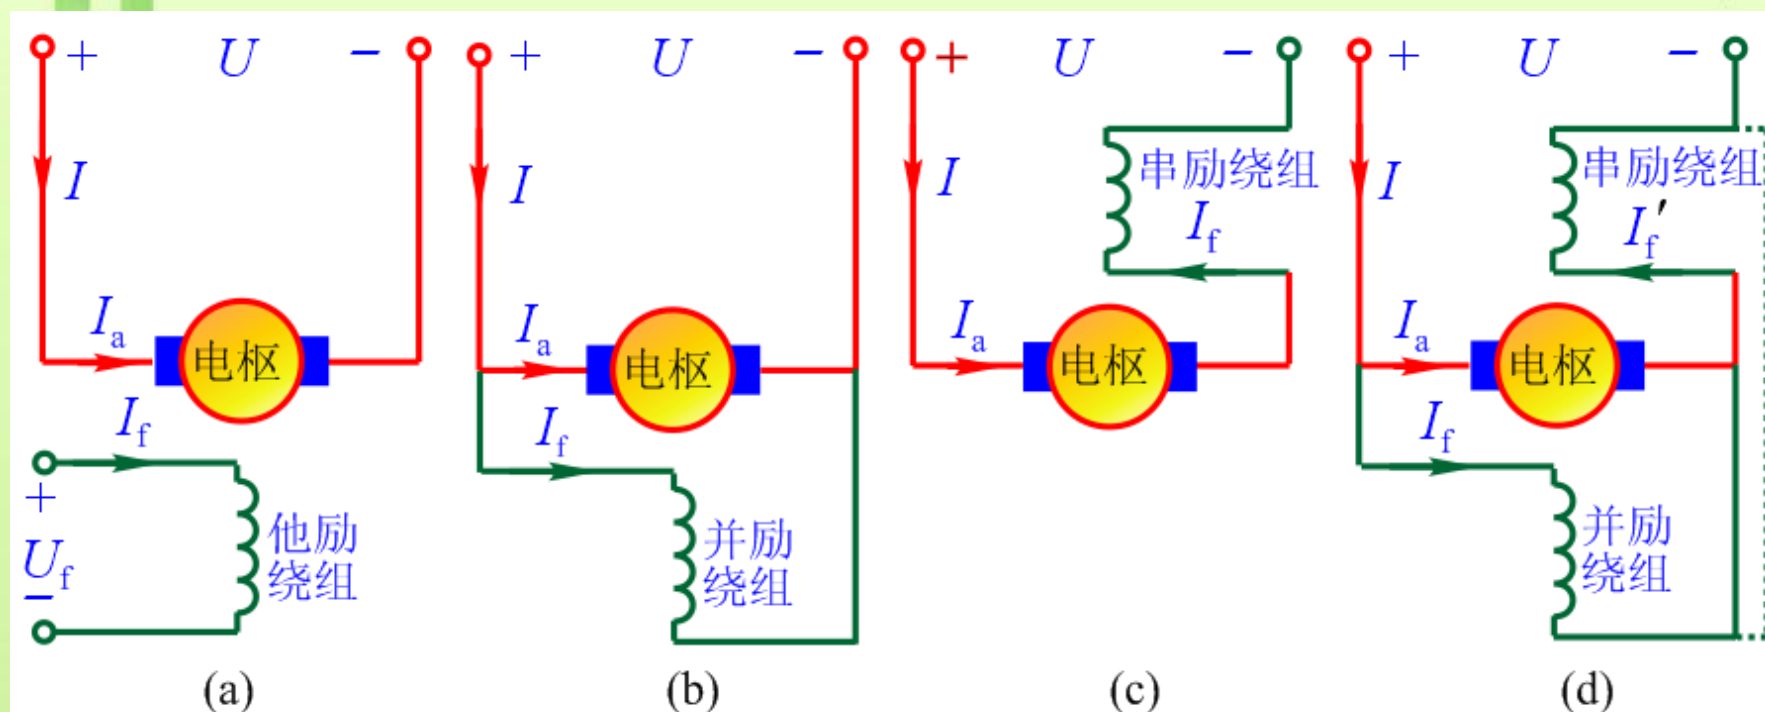 + U −
I
Ia
电枢
If
+
Uf
−
他励
绕组
(a)
+ U −
I
Ia
电枢
If
并励
绕组
(b)
+ U −
I
串励绕组
If
Ia
电枢
(c)
+ U −
I
串励绕组
If′
Ia
电枢
If
并励
绕组
(d)